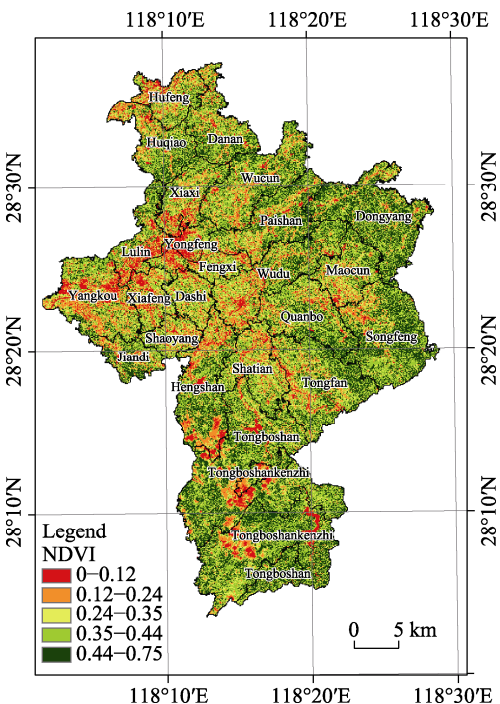 118°10′E 118°20′E 118°30′E
28°30′N 28°30′N
28°20′N 28°20′N
28°10′N 28°10′N
Hufeng
Huqiao Danan
Wucun
Xiaxi
Paishan Dongyang
Yongfeng
Lulin
Fengxi Wudu Maocun
Yangkou Xiafeng Dashi
Quanbo
Shaoyang Songfeng
Jiandi
Shatian
Hengshan Tongfan
Tongboshan
Tongboshankenzhi
Tongboshankenzhi
Tongboshan
Legend
NDVI
0–0.12
0.12–0.24
0.24–0.35
0.35–0.44
0.44–0.75
0 5 km
118°10′E 118°20′E 118°30′E